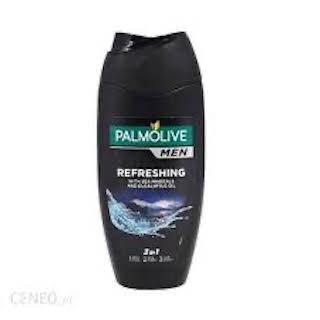 PALMOLIVE
MEN
REFRESHING
WITH SEA MINERALS
AND EUCALYPTUS OIL
3in1
CENEO.pl